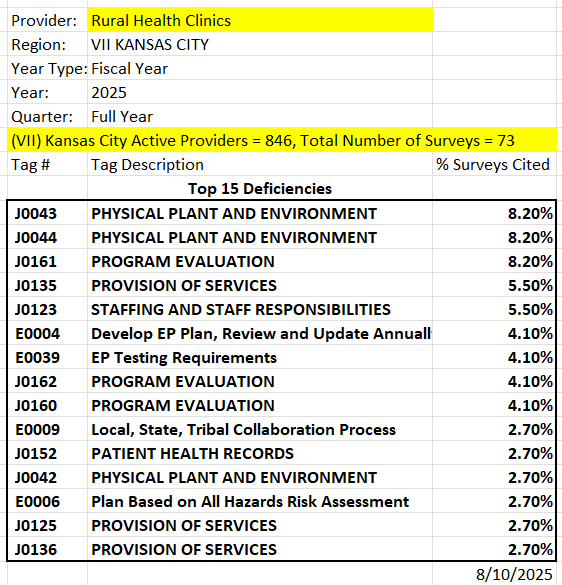 Provider: Rural Health Clinics
Region: VII KANSAS CITY
Year Type: Fiscal Year
Year: 2025
Quarter: Full Year
(VII) Kansas City Active Providers = 846, Total Number of Surveys = 73
Tag # Tag Description % Surveys Cited
Top 15 Deficiencies
J0043 PHYSICAL PLANT AND ENVIRONMENT 8.20%
J0044 PHYSICAL PLANT AND ENVIRONMENT 8.20%
J0161 PROGRAM EVALUATION 8.20%
J0135 PROVISION OF SERVICES 5.50%
J0123 STAFFING AND STAFF RESPONSIBILITIES 5.50%
E0004 Develop EP Plan, Review and Update Annuall 4.10%
E0039 EP Testing Requirements 4.10%
J0162 PROGRAM EVALUATION 4.10%
J0160 PROGRAM EVALUATION 4.10%
E0009 Local, State, Tribal Collaboration Process 2.70%
J0152 PATIENT HEALTH RECORDS 2.70%
J0042 PHYSICAL PLANT AND ENVIRONMENT 2.70%
E0006 Plan Based on All Hazards Risk Assessment 2.70%
J0125 PROVISION OF SERVICES 2.70%
J0136 PROVISION OF SERVICES 2.70%
8/10/2025